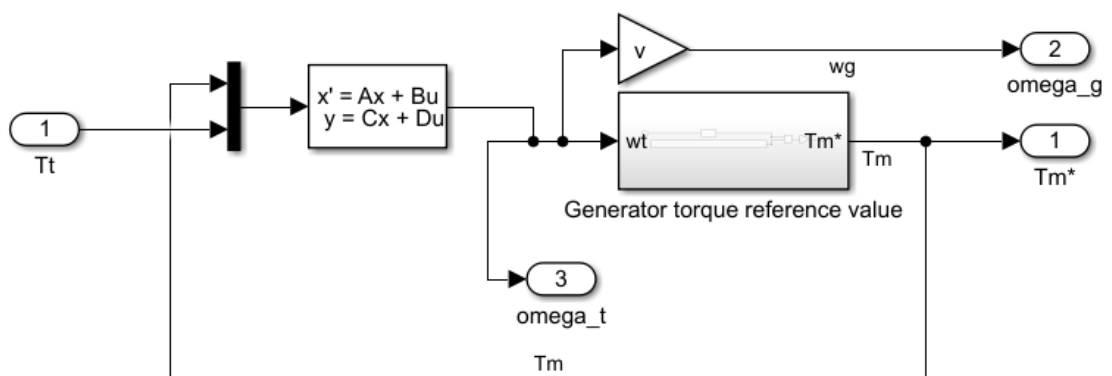 v
2
wg
omega_g
x' = Ax + Bu
y = Cx + Du
1
Tt
wt
Tm*
Tm
1
Tm*
Generator torque reference value
3
omega_t
Tm